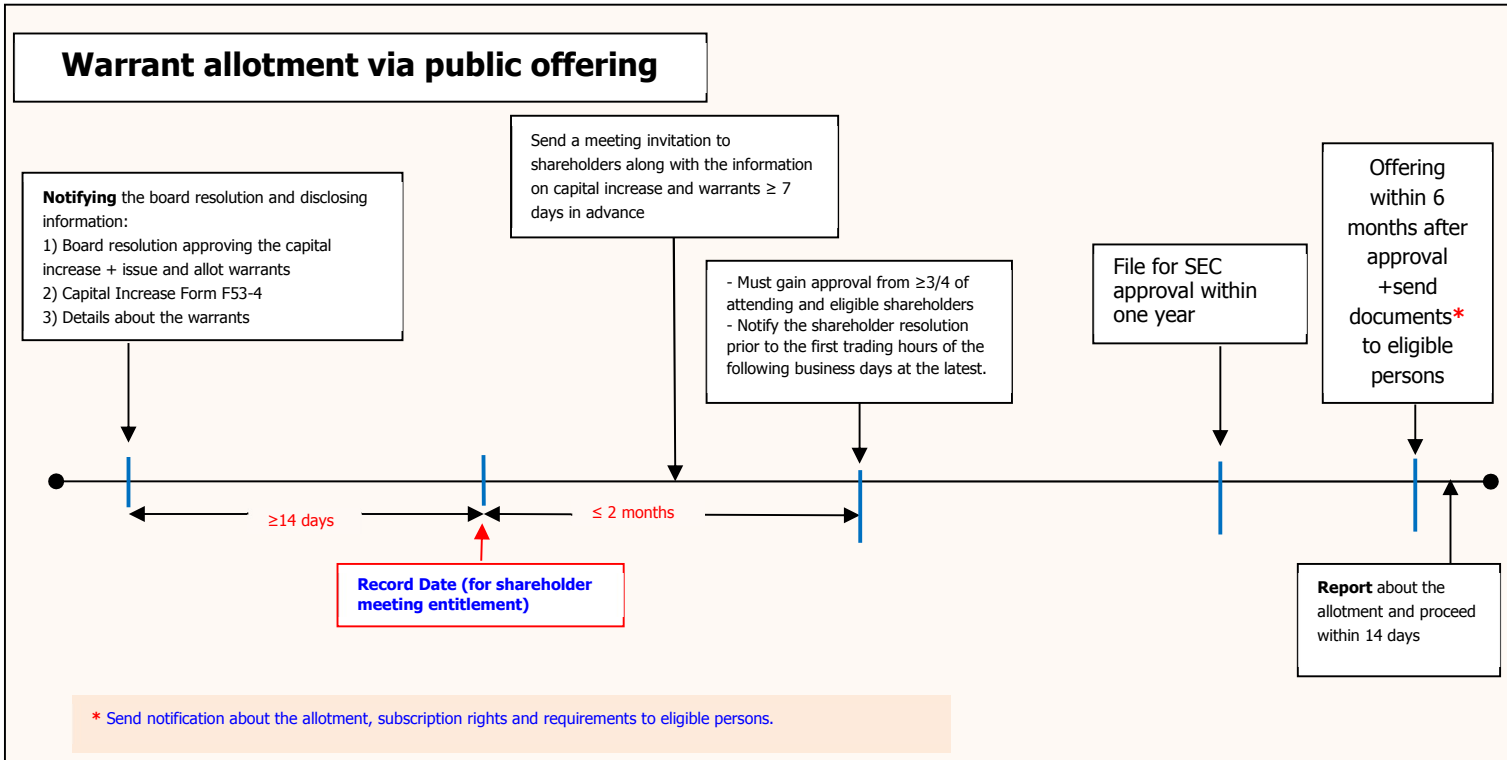 Warrant allotment via public offering
Notifying the board resolution and disclosing
information:
1) Board resolution approving the capital
increase + issue and allot warrants
2) Capital Increase Form F53-4
3) Details about the warrants
Send a meeting invitation to
shareholders along with the information
on capital increase and warrants ≥ 7
days in advance
- Must gain approval from ≥3/4 of
attending and eligible shareholders
- Notify the shareholder resolution
prior to the first trading hours of the
following business days at the latest.
File for SEC
approval within
one year
Offering
within 6
months after
approval
+send
documents*
to eligible
persons
≥14 days
≤ 2 months
Record Date (for shareholder
meeting entitlement)
Report about the
allotment and proceed
within 14 days
* Send notification about the allotment, subscription rights and requirements to eligible persons.